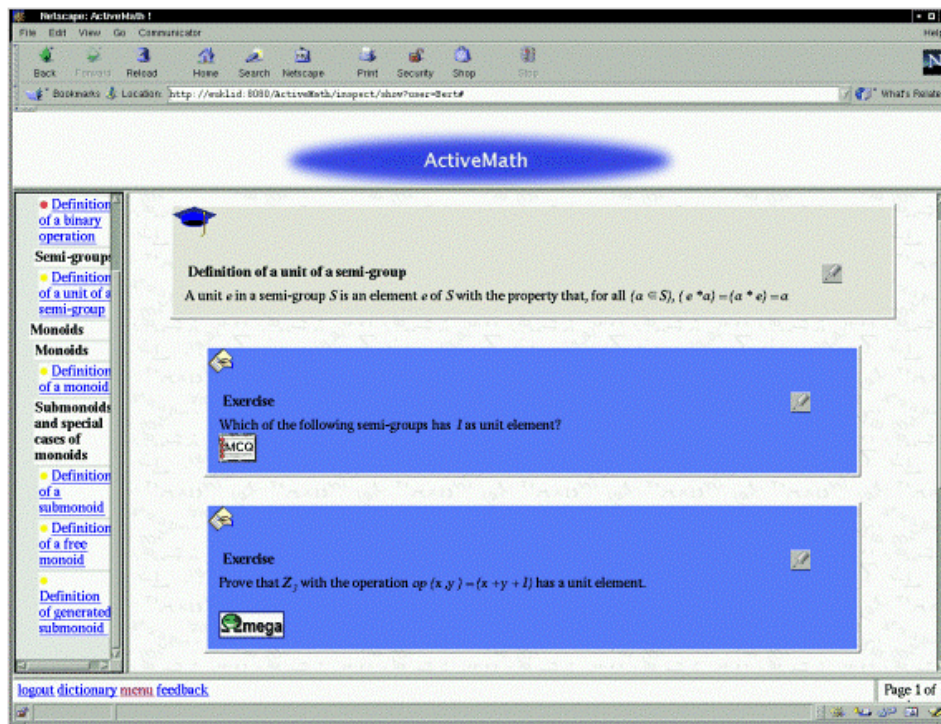 Netscape: ActiveMath !
File Edit View Go Communicator Help
Back Forward Reload Home Search Netscape Print Security Shop Stop
Bookmarks Location: http://euklid:8080/ActiveMath/inspect/show?user=Bert# What's Relate
ActiveMath
Definition
of a binary
operation
Semi-groups
Definition
of a unit of a
semi-group
Monoids
Monoids
Definition
of a monoid
Submonoids
and special
cases of
monoids
Definition
of a
submonoid
Definition
of a free
monoid
Definition
of generated
submonoid
Definition of a unit of a semi-group
A unit e in a semi-group S is an element e of S with the property that, for all (a ∈ S), ( e *a) =(a * e) =a
Exercise
Which of the following semi-groups has 1 as unit element?
MCQ
Exercise
Prove that Z with the operation op (x ,y ) =(x +y +1) has a unit element.
Ωmega
logout dictionary menu feedback
Page 1 of